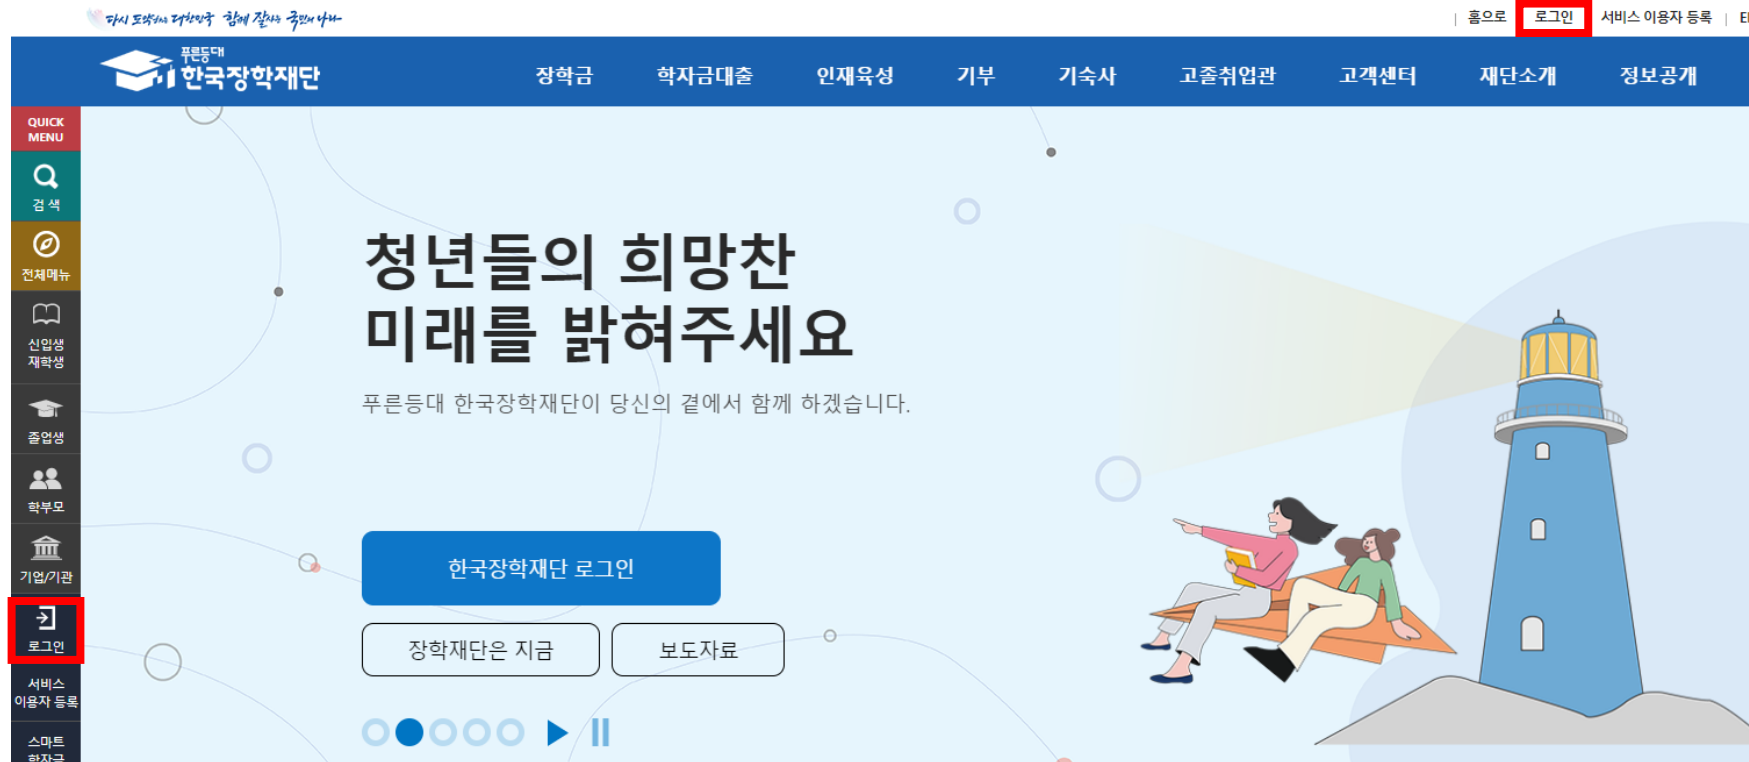 다시 도약하는 대한민국 함께 잘사는 국민의 나라
홈으로
로그인
서비스 이용자 등록
푸른등대
한국장학재단
장학금
학자금대출
인재육성
기부
기숙사
고졸취업관
고객센터
재단소개
정보공개
QUICK
MENU
검색
전체메뉴
신입생
재학생
졸업생
학부모
기업/기관
로그인
서비스
이용자 등록
스마트
학자금
청년들의 희망찬
미래를 밝혀주세요
푸른등대 한국장학재단이 당신의 곁에서 함께 하겠습니다.
한국장학재단 로그인
장학재단은 지금
보도자료